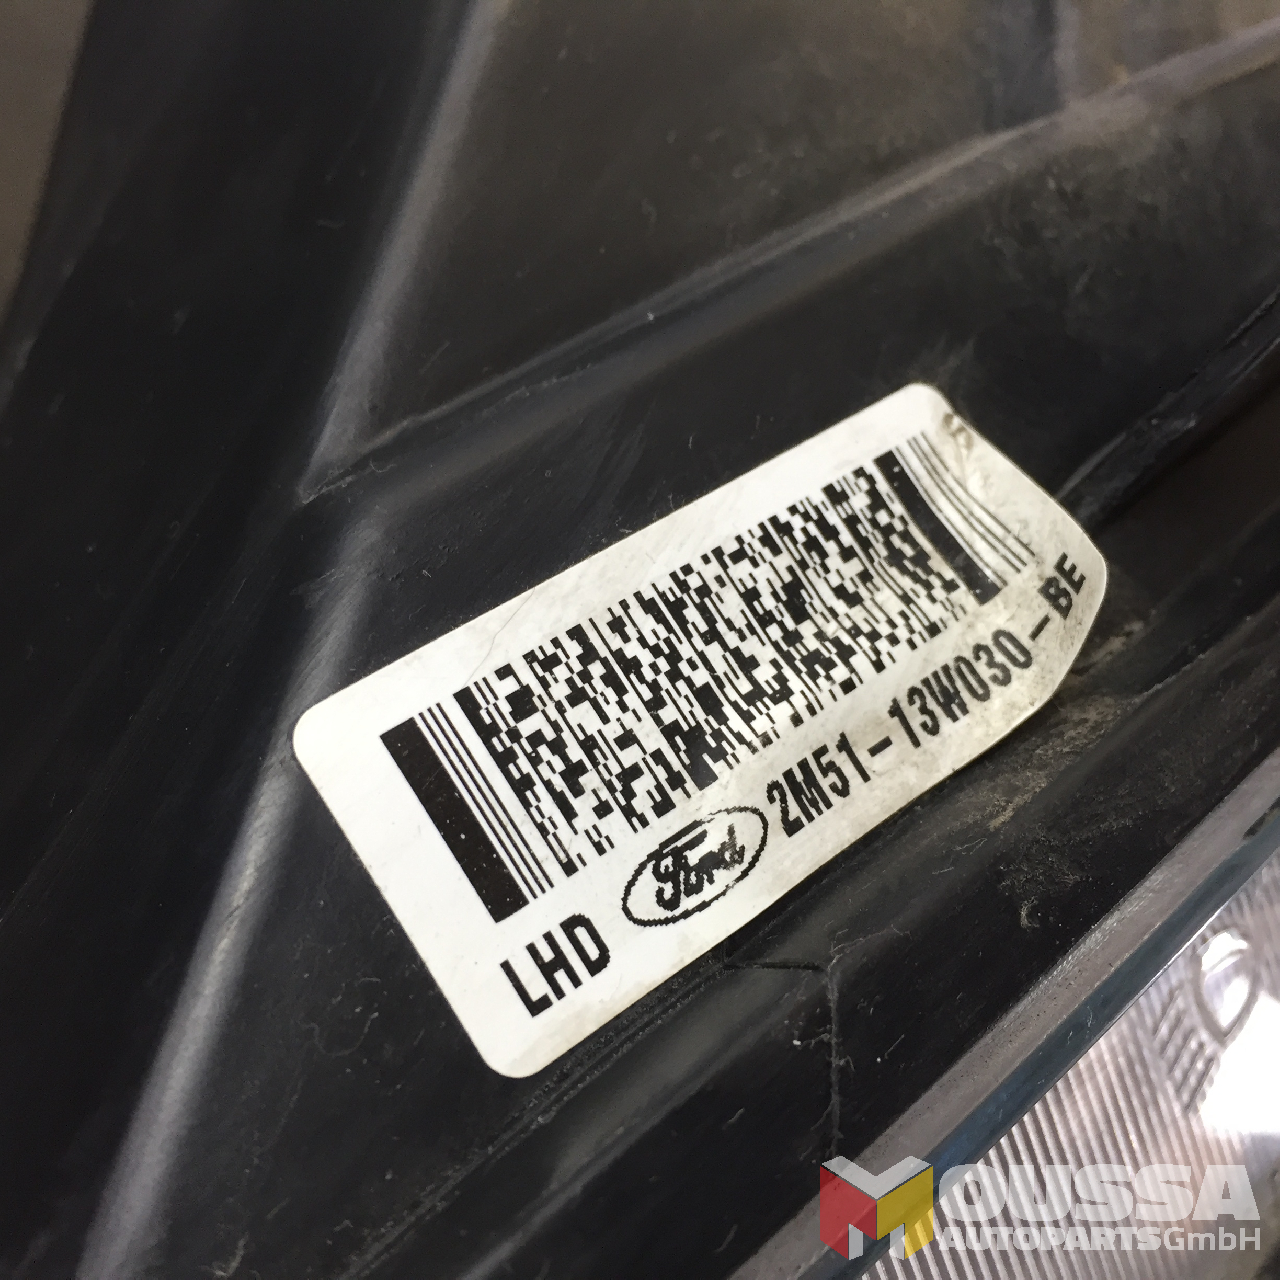 LHD Ford 2M51-13W030-BE
MOUSSA
AUTOPARTSGmbH